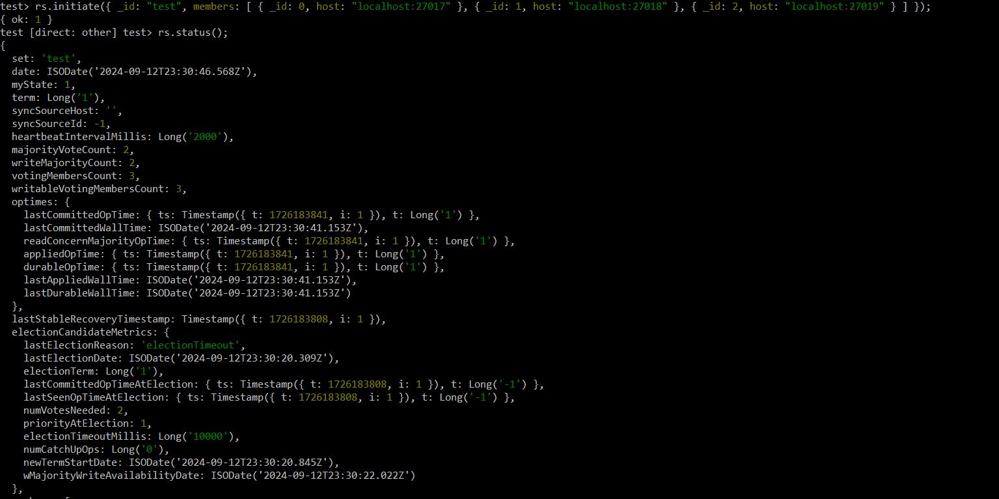 test> rs.initiate({ _id: "test", members: [ { _id: 0, host: "localhost:27017" }, { _id: 1, host: "localhost:27018" }, { _id: 2, host: "localhost:27019" } ] });
{ ok: 1 }
test [direct: other] test> rs.status();
{
  set: 'test',
  date: ISODate('2024-09-12T23:30:46.568Z'),
  myState: 1,
  term: Long('1'),
  syncSourceHost: '',
  syncSourceId: -1,
  heartbeatIntervalMillis: Long('2000'),
  majorityVoteCount: 2,
  writeMajorityCount: 2,
  votingMembersCount: 3,
  writableVotingMembersCount: 3,
  optimes: {
    lastCommittedOpTime: { ts: Timestamp({ t: 1726183841, i: 1 }), t: Long('1') },
    lastCommittedWallTime: ISODate('2024-09-12T23:30:41.153Z'),
    readConcernMajorityOpTime: { ts: Timestamp({ t: 1726183841, i: 1 }), t: Long('1') },
    appliedOpTime: { ts: Timestamp({ t: 1726183841, i: 1 }), t: Long('1') },
    durableOpTime: { ts: Timestamp({ t: 1726183841, i: 1 }), t: Long('1') },
    lastAppliedWallTime: ISODate('2024-09-12T23:30:41.153Z'),
    lastDurableWallTime: ISODate('2024-09-12T23:30:41.153Z')
  },
  lastStableRecoveryTimestamp: Timestamp({ t: 1726183808, i: 1 }),
  electionCandidateMetrics: {
    lastElectionReason: 'electionTimeout',
    lastElectionDate: ISODate('2024-09-12T23:30:20.309Z'),
    electionTerm: Long('1'),
    lastCommittedOpTimeAtElection: { ts: Timestamp({ t: 1726183808, i: 1 }), t: Long('-1') },
    lastSeenOpTimeAtElection: { ts: Timestamp({ t: 1726183808, i: 1 }), t: Long('-1') },
    numVotesNeeded: 2,
    priorityAtElection: 1,
    electionTimeoutMillis: Long('10000'),
    numCatchUpOps: Long('0'),
    newTermStartDate: ISODate('2024-09-12T23:30:20.845Z'),
    wMajorityWriteAvailabilityDate: ISODate('2024-09-12T23:30:22.022Z')
  },